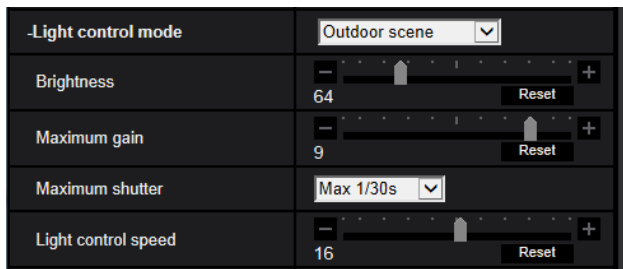 -Light control mode
Outdoor scene
Brightness
64
Reset
Maximum gain
9
Reset
Maximum shutter
Max 1/30s
Light control speed
16
Reset